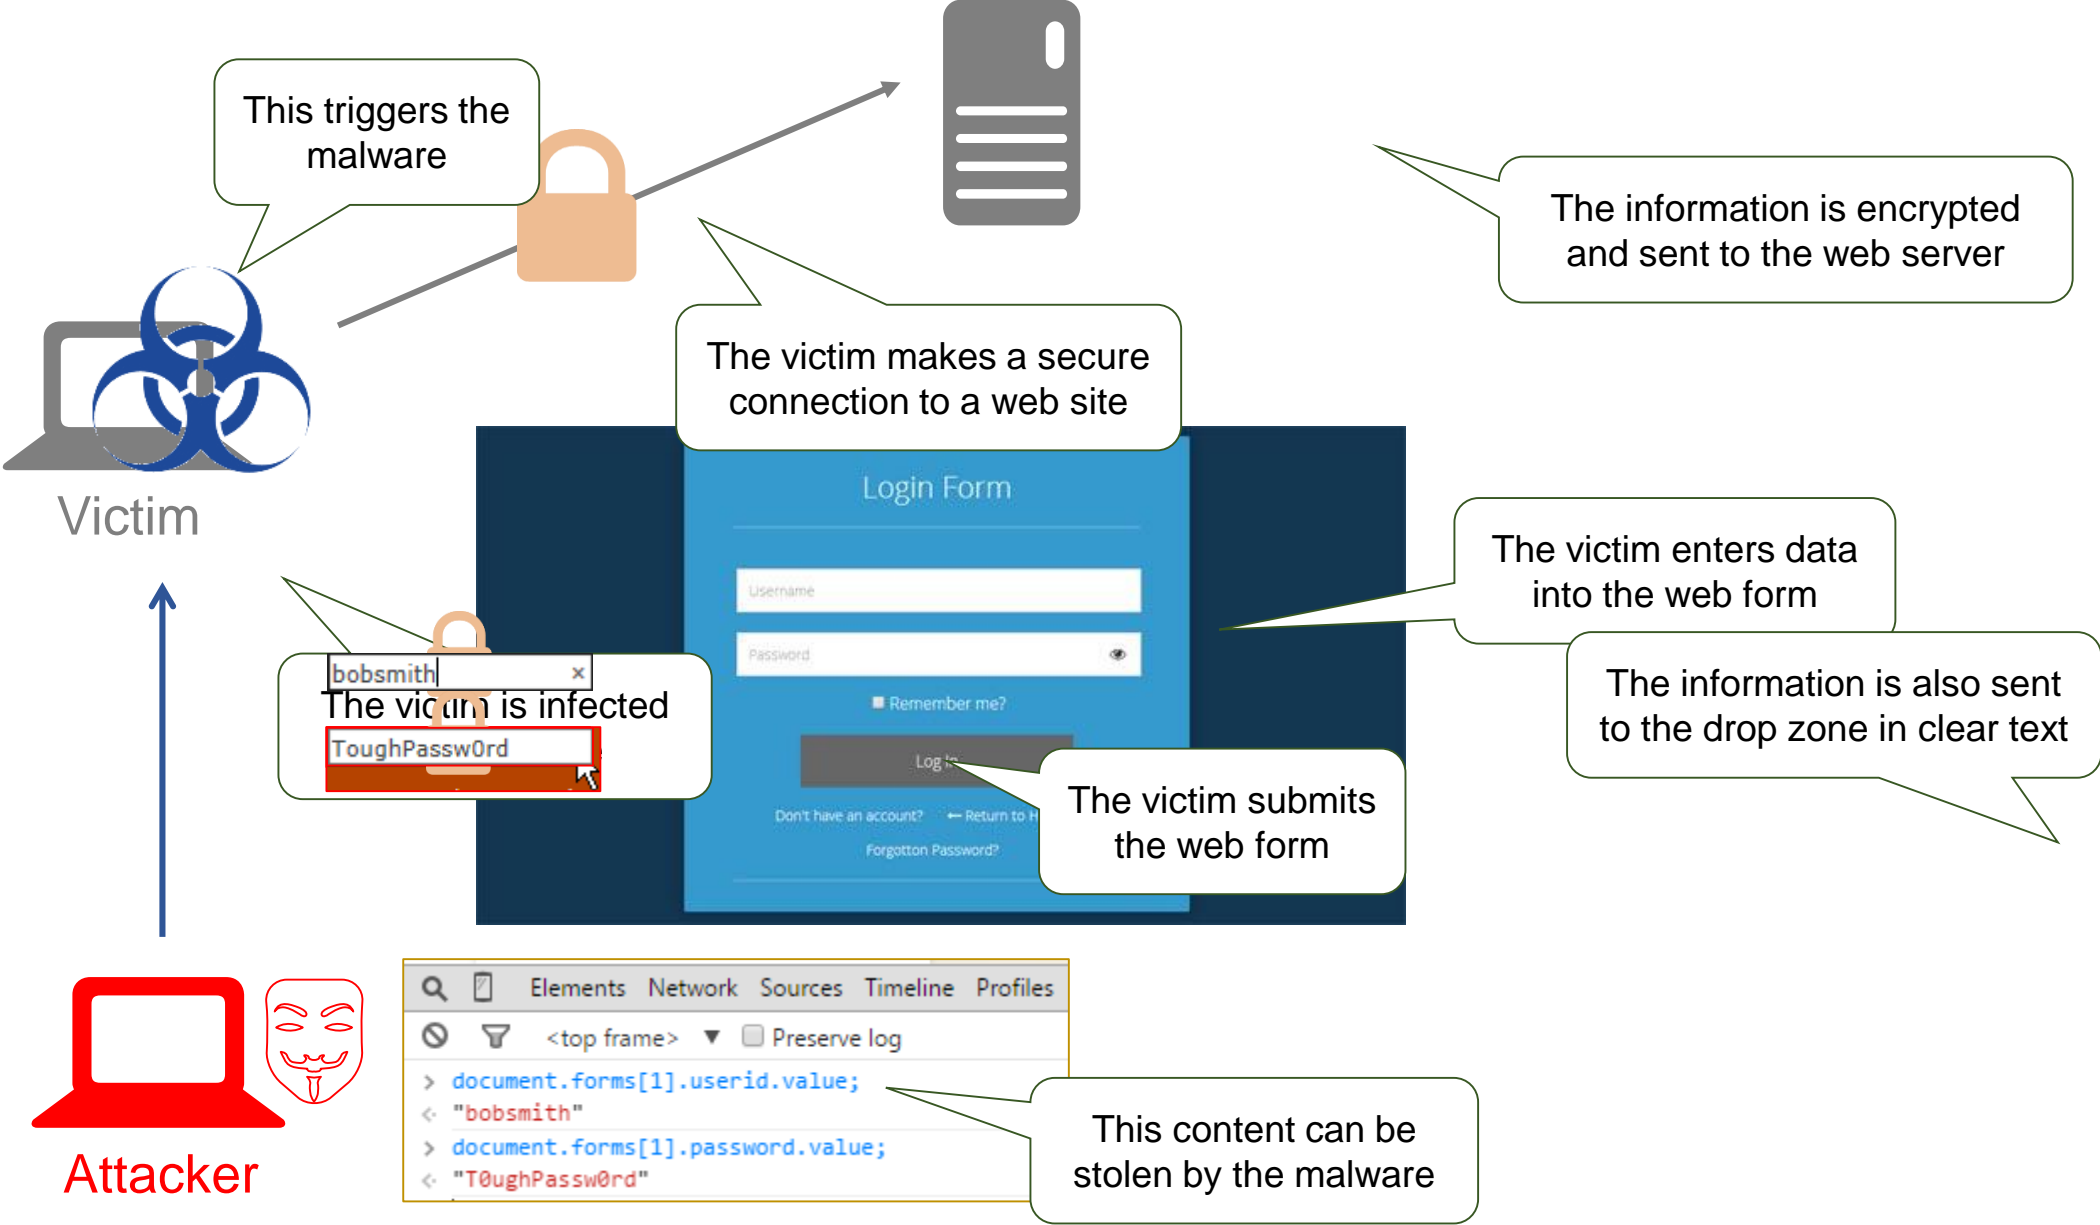 This triggers the
malware
The information is encrypted
and sent to the web server
The victim makes a secure
connection to a web site
Victim
Login Form
Username
Password
Remember me?
Log In
Don't have an account?
Return to H
Forgotton Password?
The victim enters data
into the web form
The information is also sent
to the drop zone in clear text
The victim submits
the web form
bobsmith
×
The victim is infected
ToughPassw0rd
Attacker
Elements Network Sources Timeline Profiles
<top frame> ▼ Preserve log
> document.forms[1].userid.value;
"bobsmith"
> document.forms[1].password.value;
"T0ughPassw0rd"
This content can be
stolen by the malware